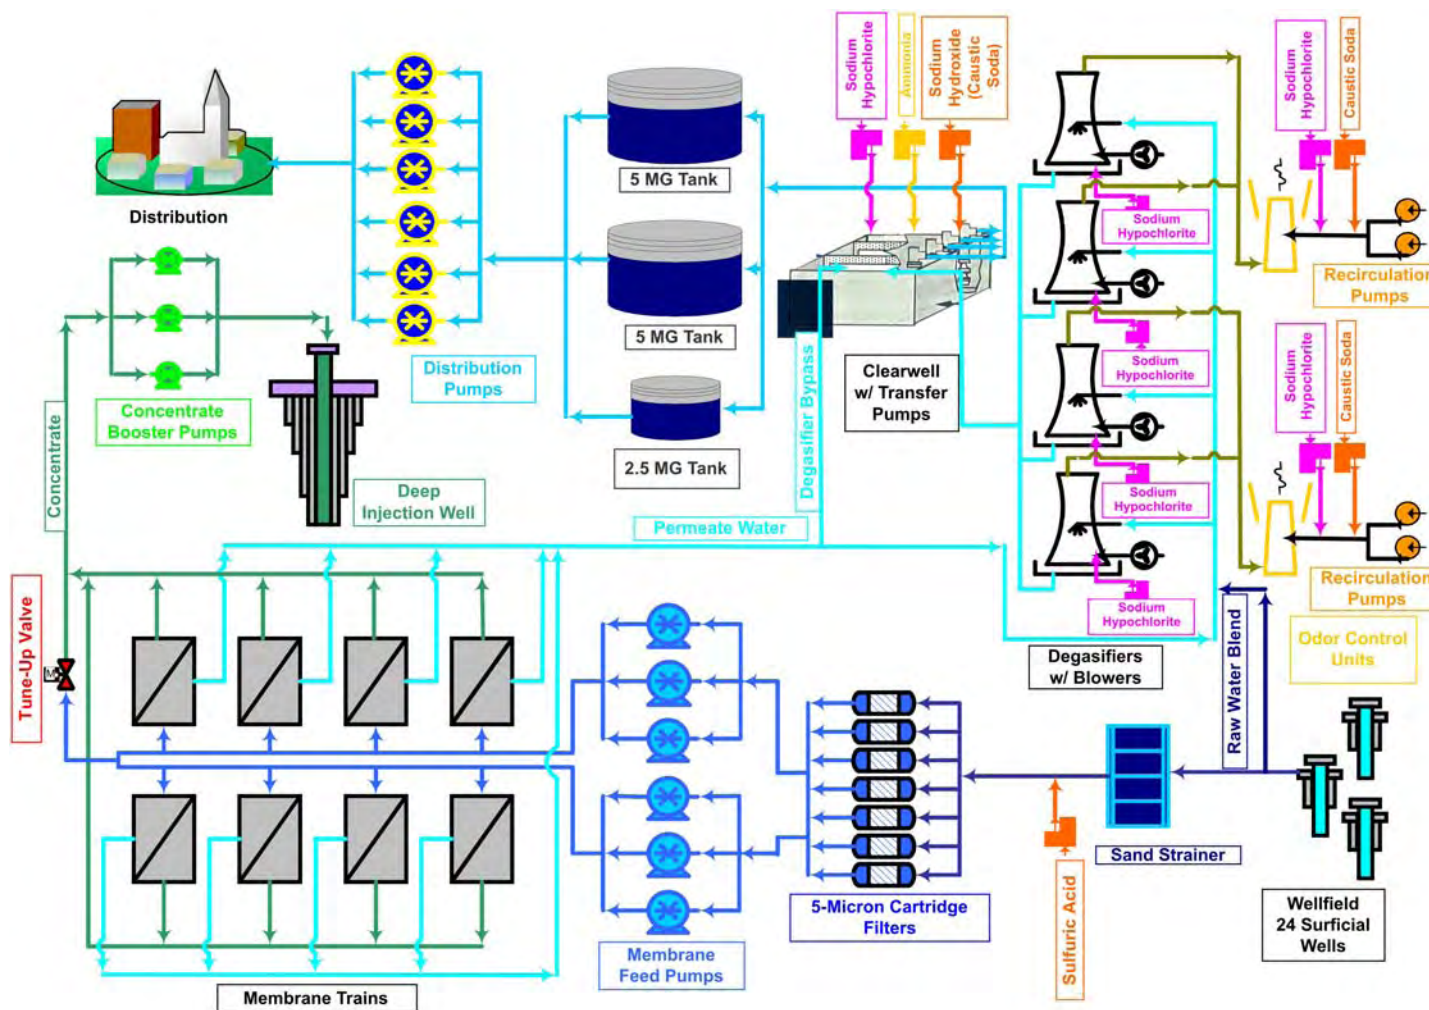 Sodium
Hypochlorite
Ammonia
Sodium
Hydroxide
(Caustic
Soda)
Sodium
Hypochlorite
Caustic Soda
5 MG Tank
Distribution
Sodium
Hypochlorite
Recirculation
Pumps
5 MG Tank
Distribution
Pumps
Clearwell
w/ Transfer
Pumps
Degasifier Bypass
Sodium
Hypochlorite
Sodium
Hypochlorite
Caustic Soda
Concentrate
Booster Pumps
Concentrate
2.5 MG Tank
Deep
Injection Well
Sodium
Hypochlorite
Permeate Water
Recirculation
Pumps
Sodium
Hypochlorite
Odor Control
Units
Tune-Up Valve
M
Degasifiers
w/ Blowers
Raw Water Blend
Sand Strainer
Sulfuric Acid
5-Micron Cartridge
Filters
Wellfield
24 Surficial
Wells
Membrane
Feed Pumps
Membrane Trains